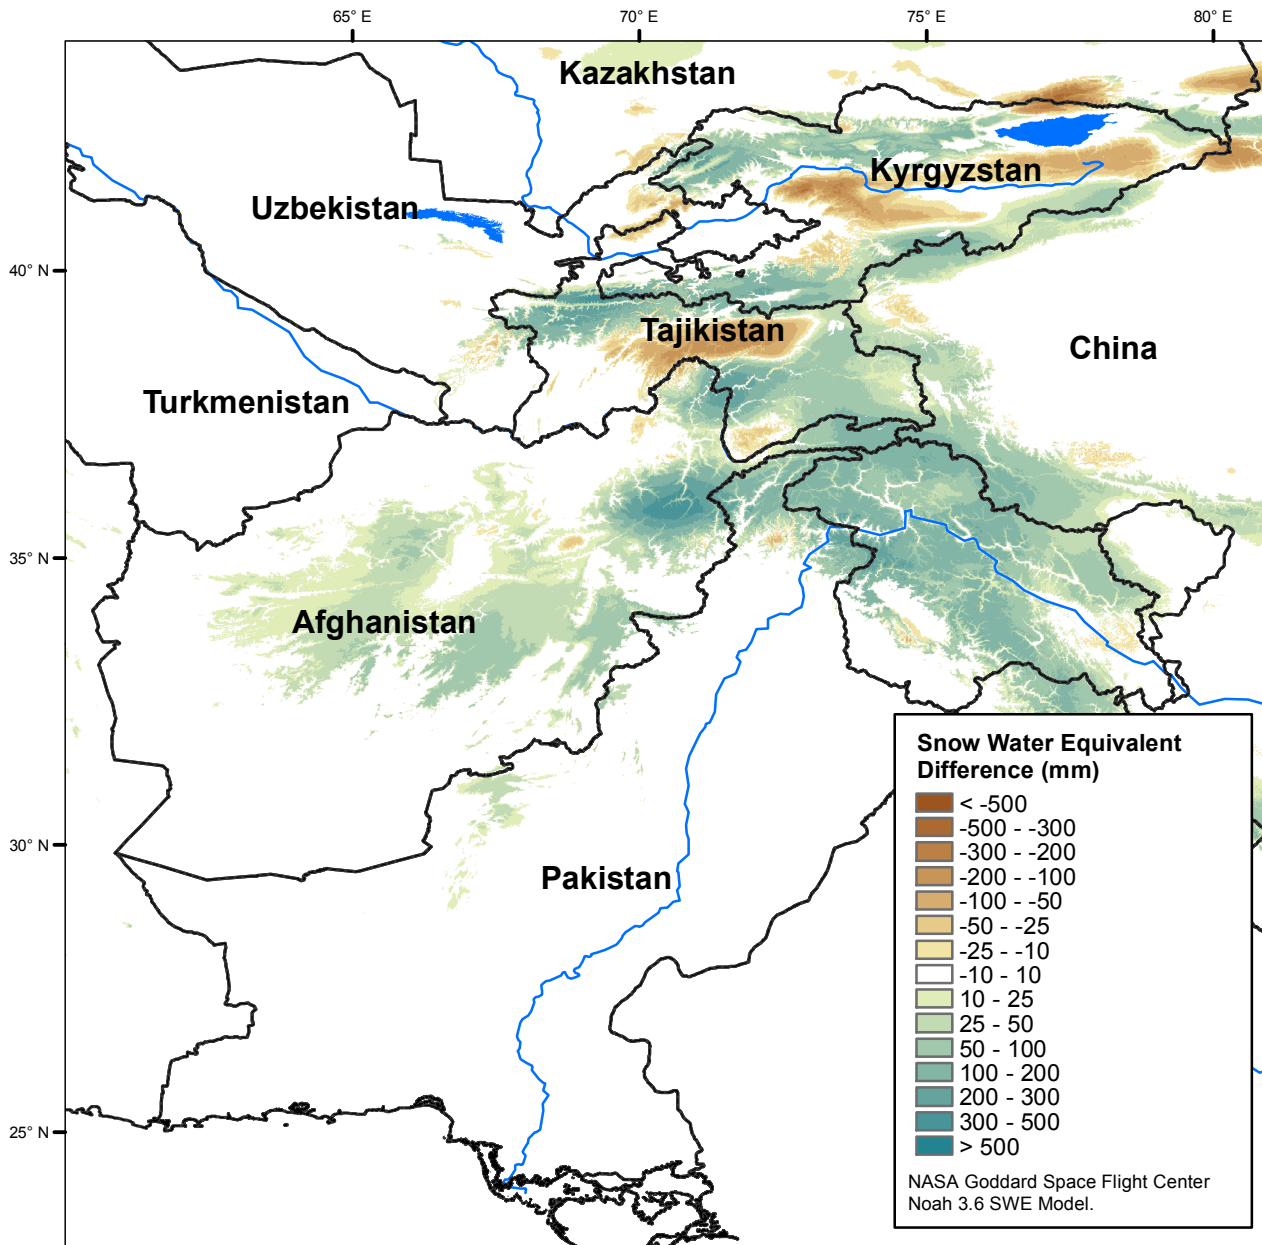 65° E
70° E
75° E
80° E
Kazakhstan
Kyrgyzstan
Uzbekistan
40° N
Tajikistan
China
Turkmenistan
35° N
Afghanistan
30° N
Pakistan
25° N
Snow Water Equivalent
Difference (mm)
< -500
-500 - -300
-300 - -200
-200 - -100
-100 - -50
-50 - -25
-25 - -10
-10 - 10
10 - 25
25 - 50
50 - 100
100 - 200
200 - 300
300 - 500
> 500
NASA Goddard Space Flight Center
Noah 3.6 SWE Model.